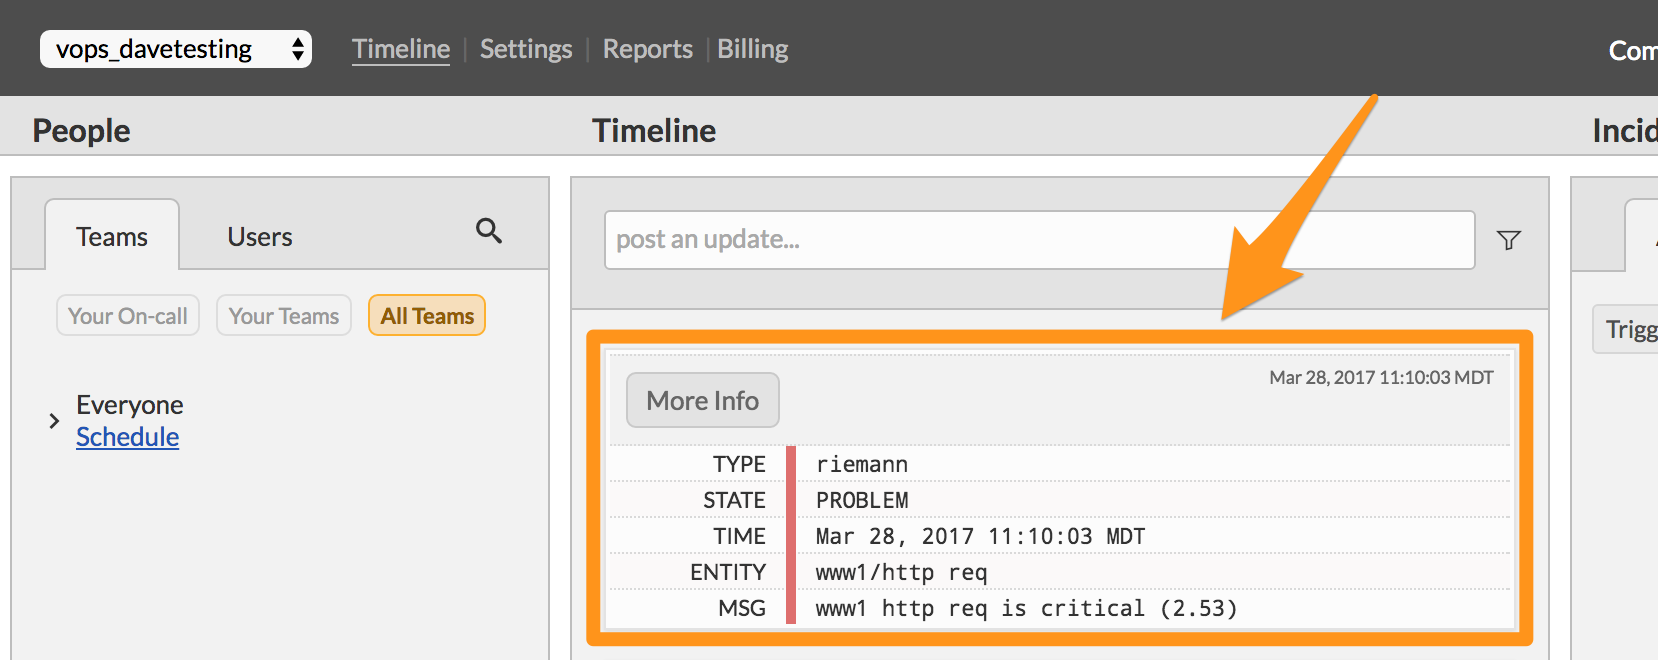 vops_davetesting Timeline Settings Reports Billing Com
People Timeline Incid
Teams Users
post an update...
Your On-call Your Teams All Teams
Trigg
Everyone
Schedule
More Info Mar 28, 2017 11:10:03 MDT
TYPE riemann
STATE PROBLEM
TIME Mar 28, 2017 11:10:03 MDT
ENTITY www1/http req
MSG www1 http req is critical (2.53)